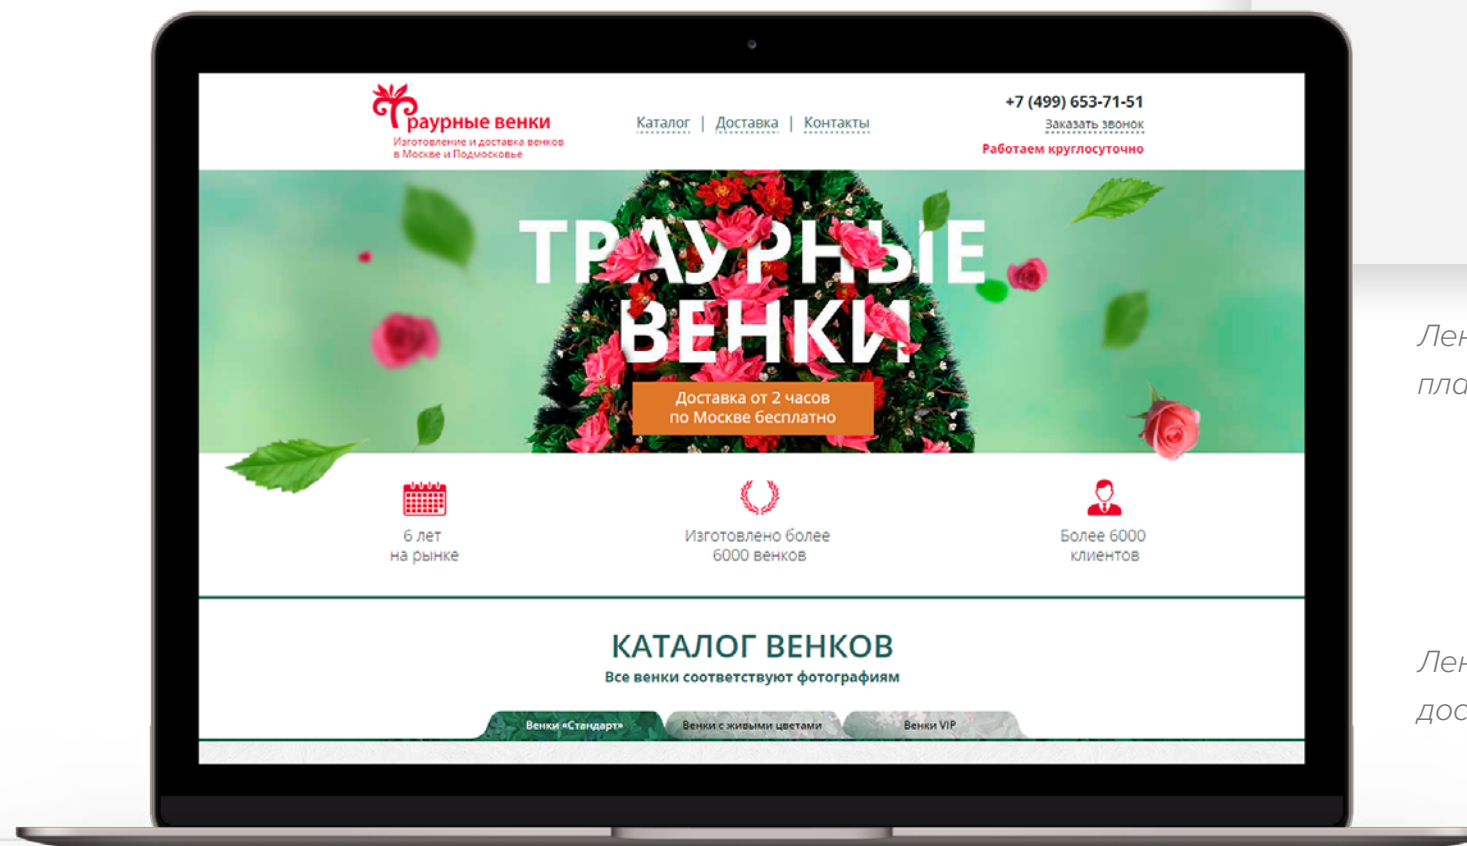 Траурные венки
Изготовление и доставка венков
в Москве и Подмосковье
Каталог | Доставка | Контакты
+7 (499) 653-71-51
Заказать звонок
Работаем круглосуточно
ТРАУРНЫЕ
ВЕНКИ
Доставка от 2 часов
по Москве бесплатно
6 лет
на рынке
Изготовлено более
6000 венков
Более 6000
клиентов
КАТАЛОГ ВЕНКОВ
Все венки соответствуют фотографиям
Венки «Стандарт»
Венки с живыми цветами
Венки VIP